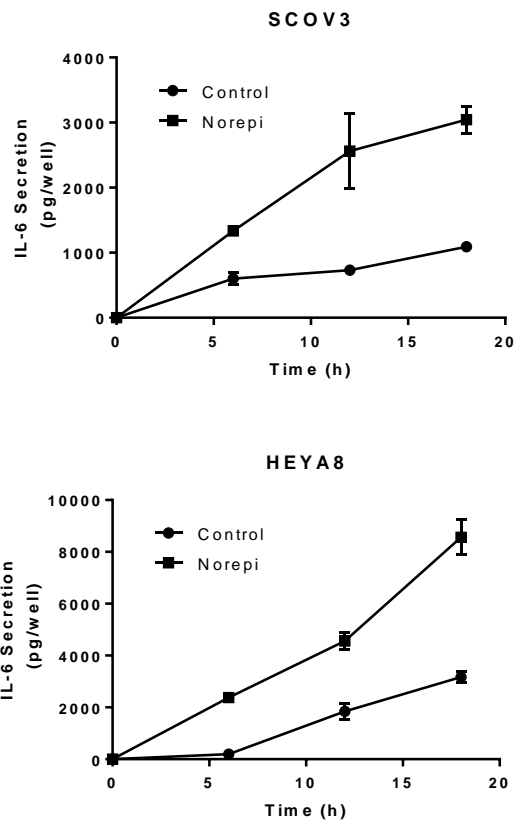 SCOV3
IL-6 Secretion
(pg/well)
4000
3000
2000
1000
0
Control
Norepi
0 5 10 15 20
Time (h)
HEYA8
IL-6 Secretion
(pg/well)
10000
8000
6000
4000
2000
0
Control
Norepi
0 5 10 15 20
Time (h)